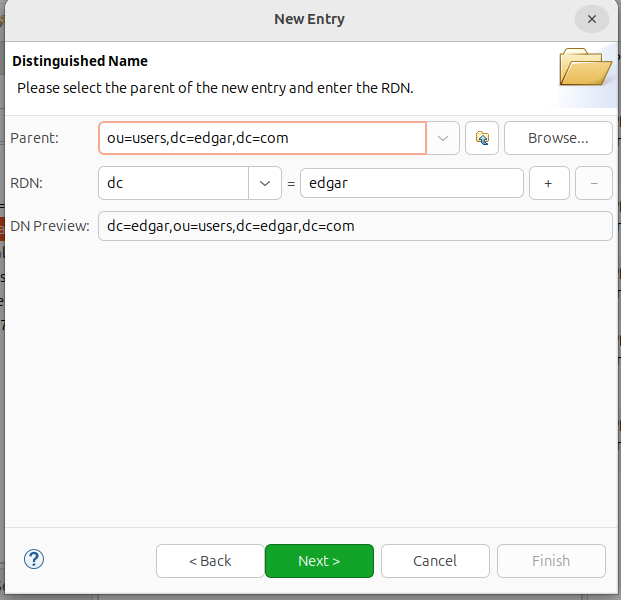 New Entry
Distinguished Name
Please select the parent of the new entry and enter the RDN.
Parent: ou=users,dc=edgar,dc=com Browse...
RDN: dc = edgar + −
DN Preview: dc=edgar,ou=users,dc=edgar,dc=com
? < Back Next > Cancel Finish